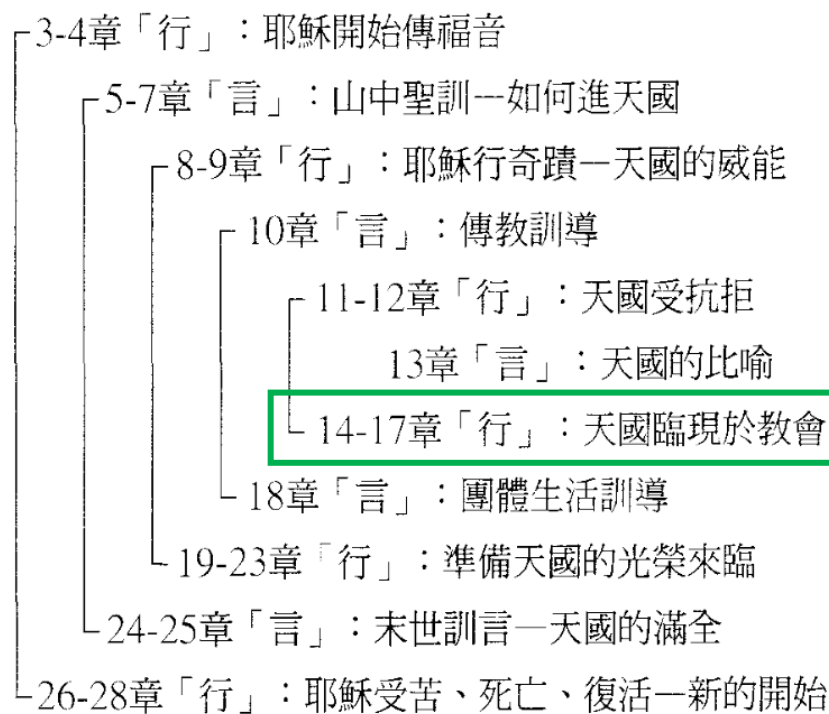 3-4章「行」：耶穌開始傳福音
5-7章「言」：山中聖訓—如何進天國
8-9章「行」：耶穌行奇蹟—天國的威能
10章「言」：傳教訓導
11-12章「行」：天國受抗拒
13章「言」：天國的比喻
14-17章「行」：天國臨現於教會
18章「言」：團體生活訓導
19-23章「行」：準備天國的光榮來臨
24-25章「言」：末世訓言—天國的滿全
26-28章「行」：耶穌受苦、死亡、復活—新的開始